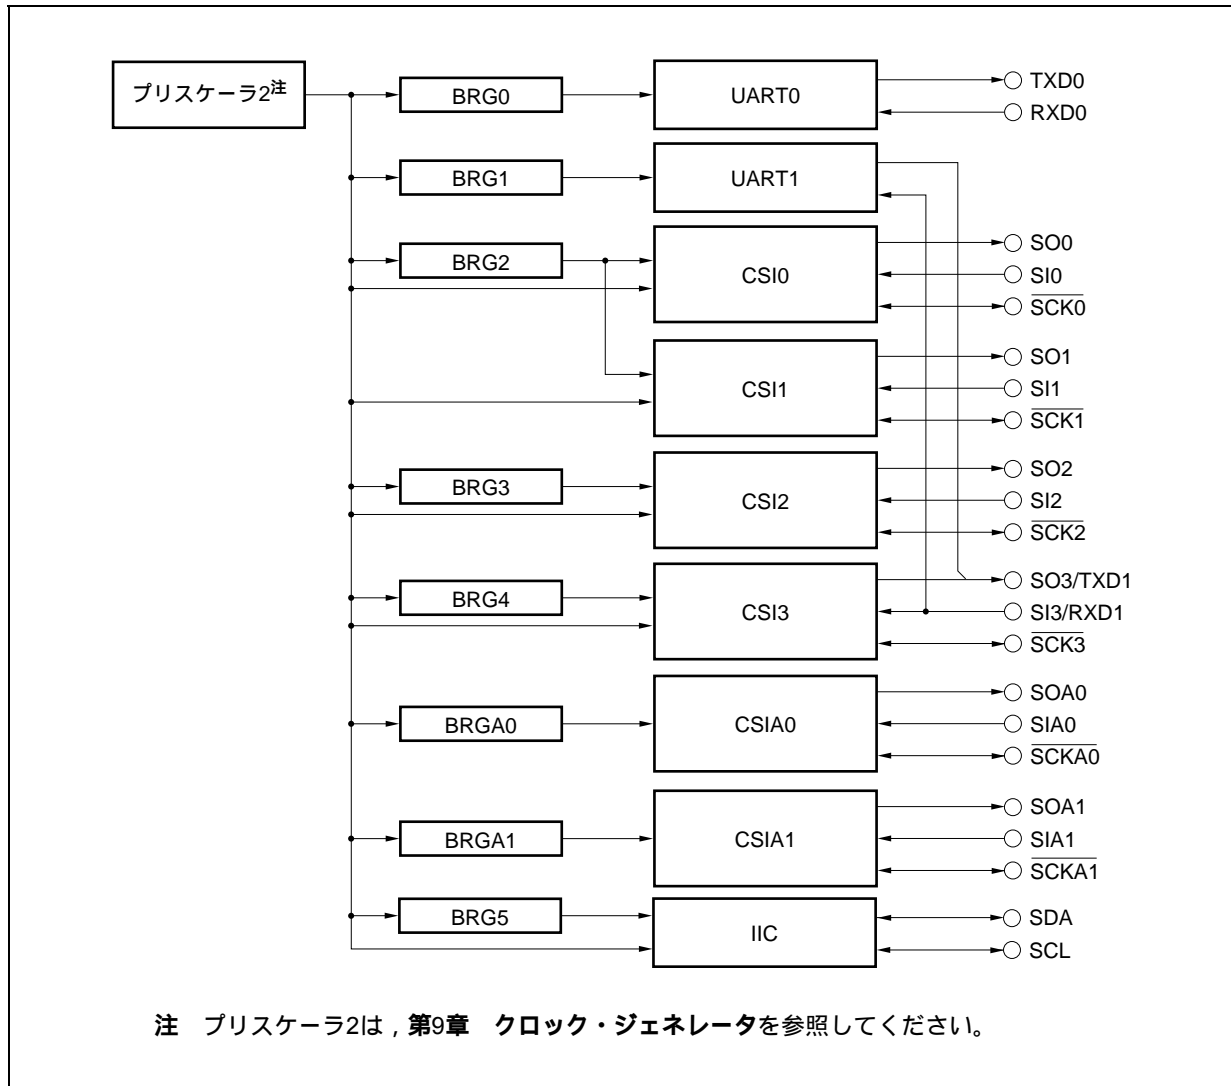 プリスケーラ2注
BRG0
UART0
TXD0
RXD0
BRG1
UART1
BRG2
CSI0
SO0
SI0
SCK0
CSI1
SO1
SI1
SCK1
BRG3
CSI2
SO2
SI2
SCK2
BRG4
CSI3
SO3/TXD1
SI3/RXD1
SCK3
BRGA0
CSIA0
SOA0
SIA0
SCKA0
BRGA1
CSIA1
SOA1
SIA1
SCKA1
BRG5
IIC
SDA
SCL
注 プリスケーラ2は，第9章 クロック・ジェネレータを参照してください。